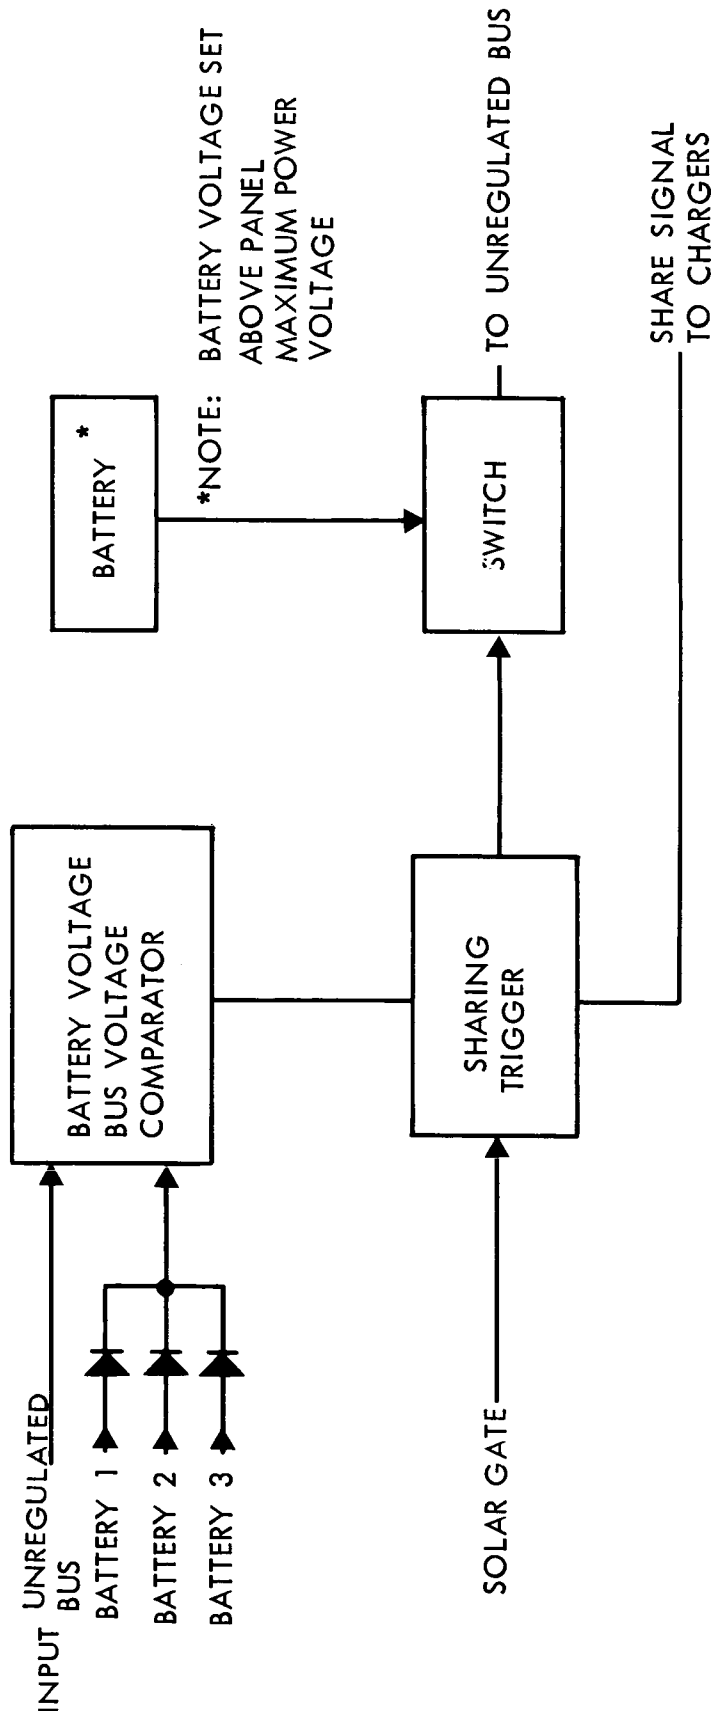 INPUT UNREGULATED
BUS
BATTERY 1
BATTERY 2
BATTERY 3
BATTERY VOLTAGE
BUS VOLTAGE
COMPARATOR
BATTERY *
*NOTE: BATTERY VOLTAGE SET
ABOVE PANEL
MAXIMUM POWER
VOLTAGE
SOLAR GATE
SHARING
TRIGGER
SWITCH
TO UNREGULATED BUS
SHARE SIGNAL
TO CHARGERS